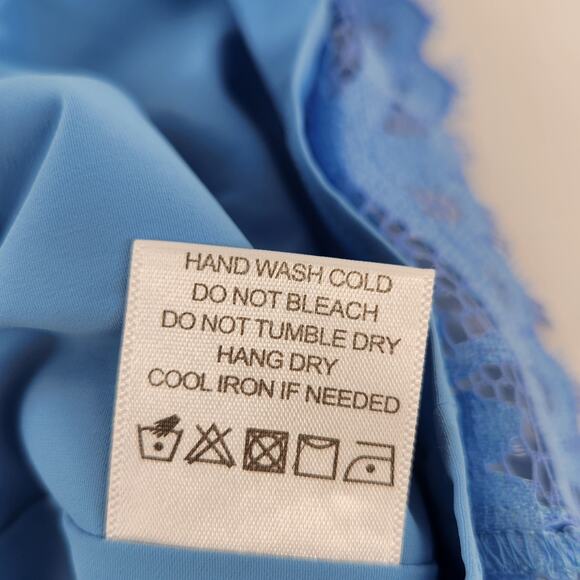 HAND WASH COLD
DO NOT BLEACH
DO NOT TUMBLE DRY
HANG DRY
COOL IRON IF NEEDED